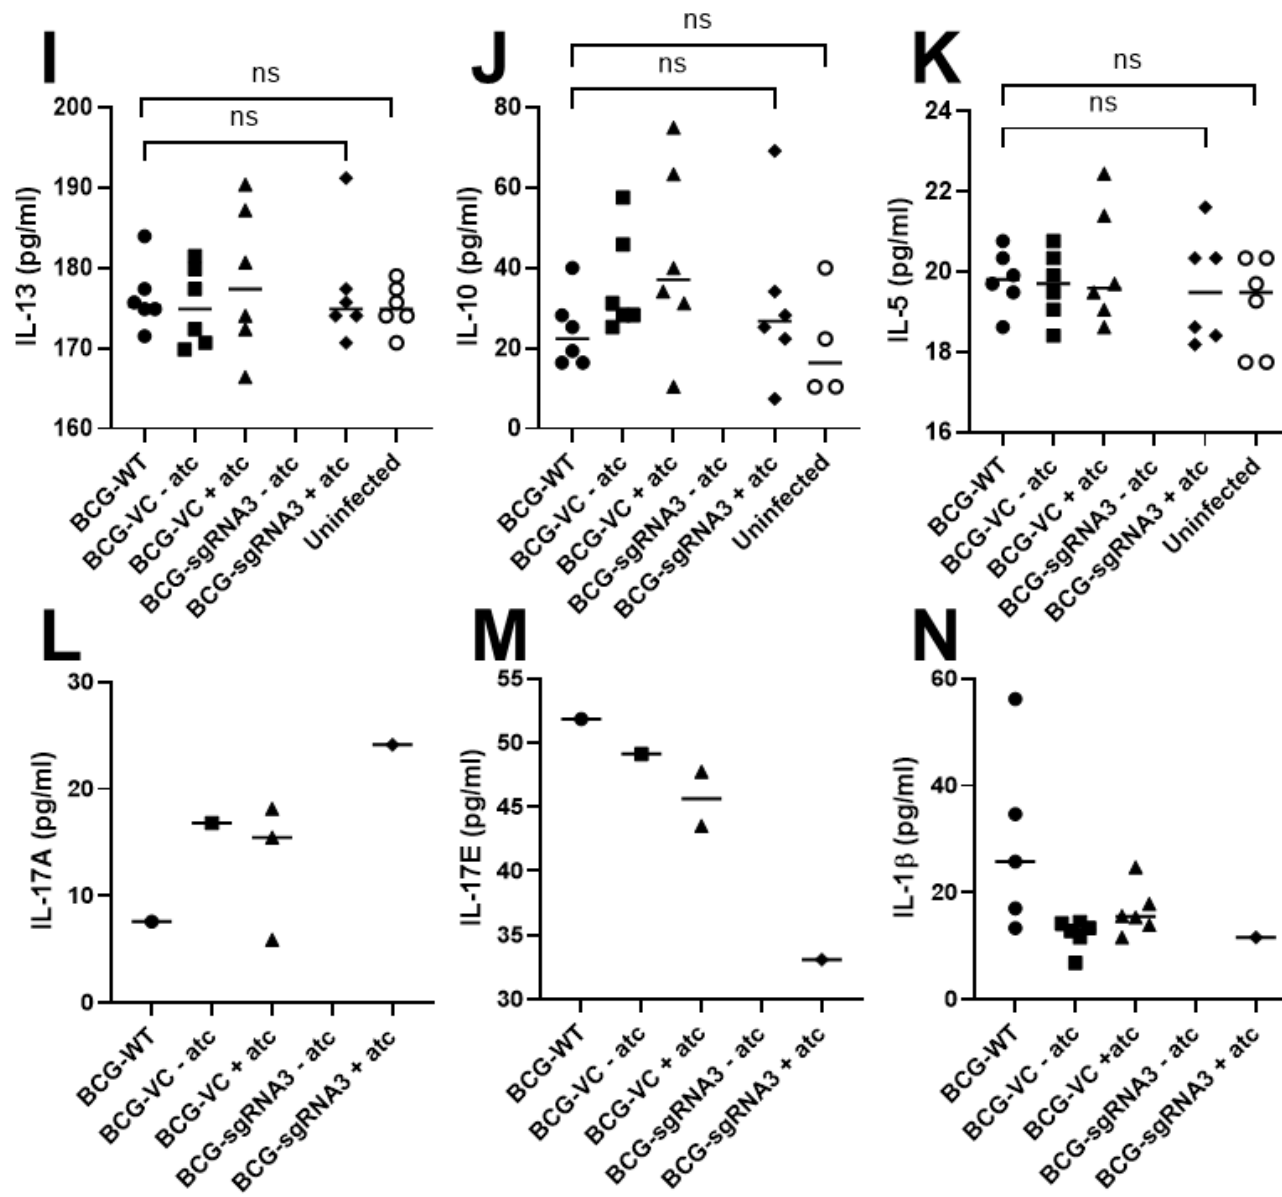 I
ns
ns
IL-13 (pg/ml)
200
190
180
170
160
BCG-WT
BCG-VC - atc
BCG-VC + atc
BCG-sgRNA3 - atc
BCG-sgRNA3 + atc
Uninfected
J
ns
ns
IL-10 (pg/ml)
80
60
40
20
0
BCG-WT
BCG-VC - atc
BCG-VC + atc
BCG-sgRNA3 - atc
BCG-sgRNA3 + atc
Uninfected
K
ns
ns
IL-5 (pg/ml)
24
22
20
18
16
BCG-WT
BCG-VC - atc
BCG-VC + atc
BCG-sgRNA3 - atc
BCG-sgRNA3 + atc
Uninfected
L
IL-17A (pg/ml)
30
20
10
0
BCG-WT
BCG-VC - atc
BCG-VC + atc
BCG-sgRNA3 - atc
BCG-sgRNA3 + atc
M
IL-17E (pg/ml)
55
50
45
40
35
30
BCG-WT
BCG-VC - atc
BCG-VC + atc
BCG-sgRNA3 - atc
BCG-sgRNA3 + atc
N
IL-1β (pg/ml)
60
40
20
0
BCG-WT
BCG-VC - atc
BCG-VC +atc
BCG-sgRNA3 - atc
BCG-sgRNA3 + atc